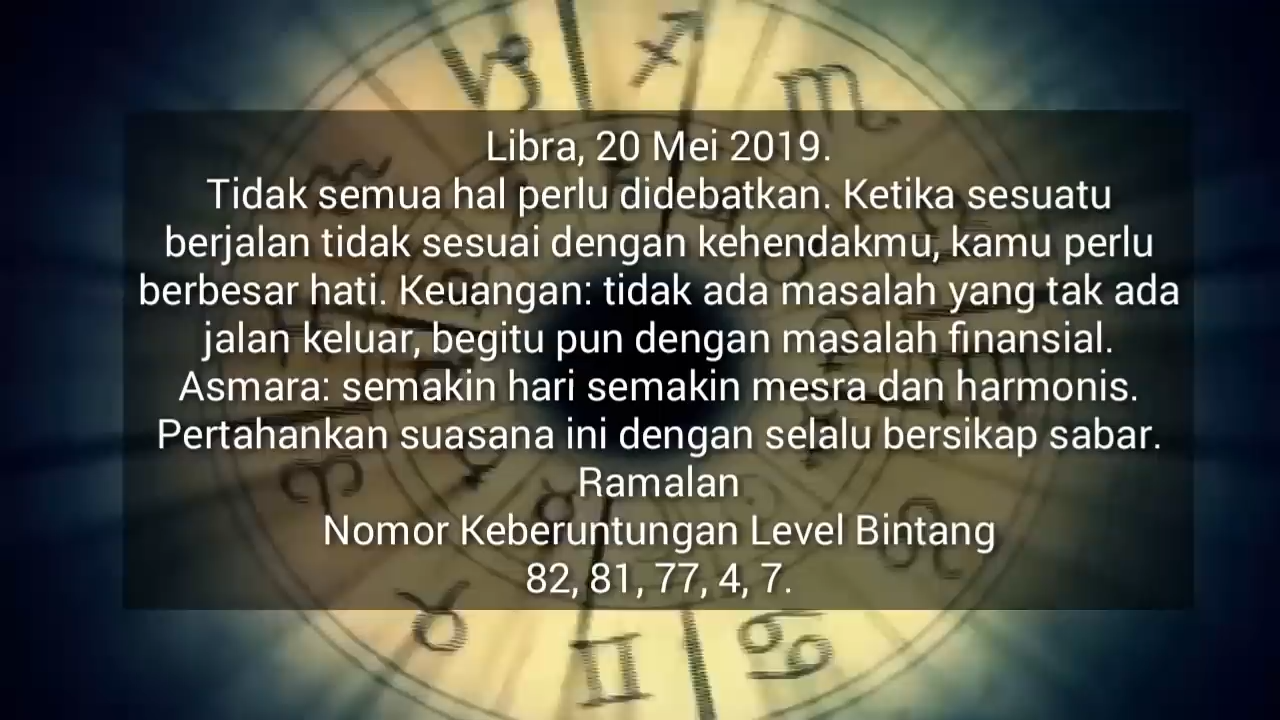 Libra, 20 Mei 2019.
Tidak semua hal perlu didebatkan. Ketika sesuatu
berjalan tidak sesuai dengan kehendakmu, kamu perlu
berbesar hati. Keuangan: tidak ada masalah yang tak ada
jalan keluar, begitu pun dengan masalah finansial.
Asmara: semakin hari semakin mesra dan harmonis.
Pertahankan suasana ini dengan selalu bersikap sabar.
Ramalan
Nomor Keberuntungan Level Bintang
82, 81, 77, 4, 7.